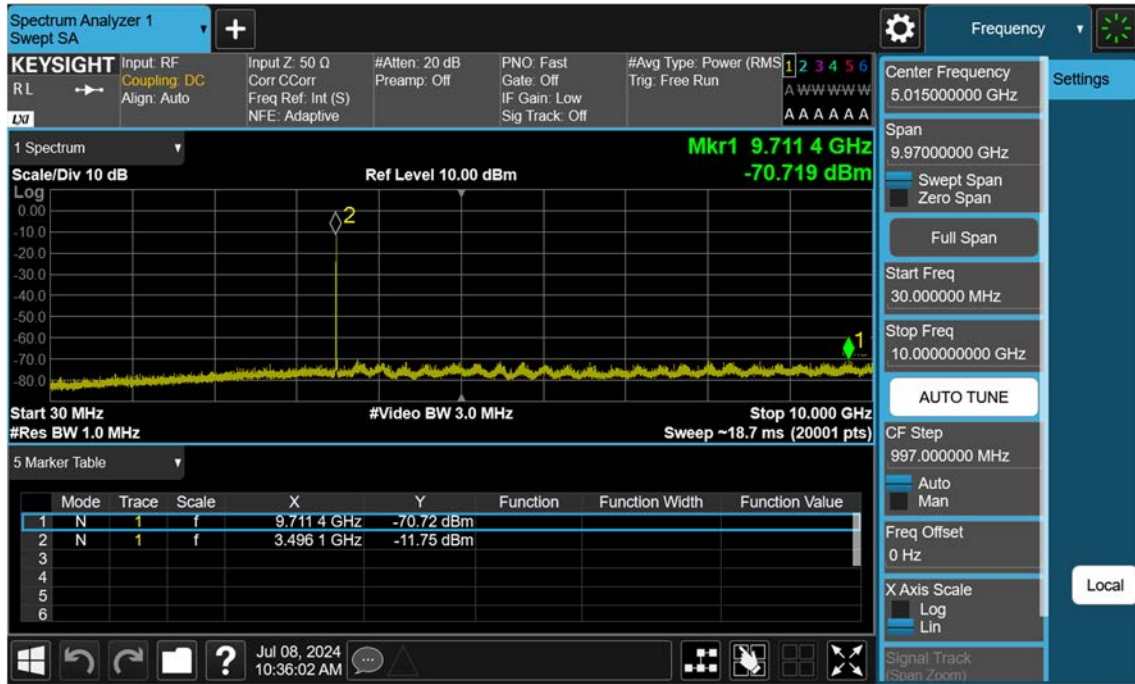 Spectrum Analyzer 1
Swept SA
+
Frequency
KEYSIGHT
RL
LXI
Input: RF
Coupling: DC
Align: Auto
Input Z: 50 Ω
Corr CCorr
Freq Ref: Int (S)
NFE: Adaptive
#Atten: 20 dB
Preamp: Off
PNO: Fast
Gate: Off
IF Gain: Low
Sig Track: Off
#Avg Type: Power (RMS
Trig: Free Run
1 2 3 4 5 6
A W W W W W
A A A A A A
1 Spectrum
Mkr1 9.711 4 GHz
-70.719 dBm
Scale/Div 10 dB
Ref Level 10.00 dBm
Log
0.00
-10.0
-20.0
-30.0
-40.0
-50.0
-60.0
-70.0
-80.0
2
1
Start 30 MHz
#Video BW 3.0 MHz
Stop 10.000 GHz
#Res BW 1.0 MHz
Sweep ~18.7 ms (20001 pts)
5 Marker Table
Mode Trace Scale X Y Function Function Width Function Value
1 N 1 f 9.711 4 GHz -70.72 dBm
2 N 1 f 3.496 1 GHz -11.75 dBm
3
4
5
6
Center Frequency
5.015000000 GHz
Settings
Span
9.97000000 GHz
Swept Span
Zero Span
Full Span
Start Freq
30.000000 MHz
Stop Freq
10.000000000 GHz
AUTO TUNE
CF Step
997.000000 MHz
Auto
Man
Freq Offset
0 Hz
X Axis Scale
Log
Lin
Local
Signal Track
(Span Zoom)
?
Jul 08, 2024
10:36:02 AM